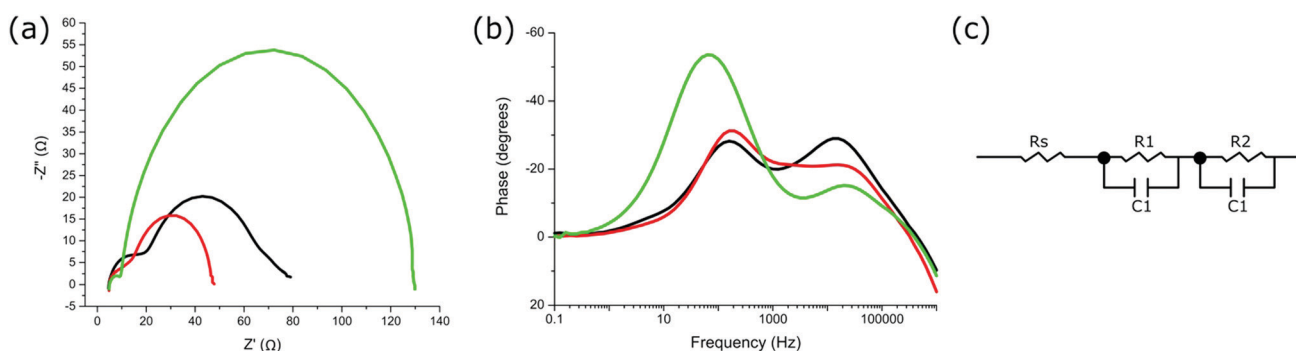 (a)
60
55
50
45
40
35
30
25
20
15
10
5
0
-5
-Z" (Ω)
0 20 40 60 80 100 120 140
Z' (Ω)
(b)
-60
-40
-20
0
20
Phase (degrees)
0.1 10 1000 100000
Frequency (Hz)
(c)
Rs R1 R2
C1 C1